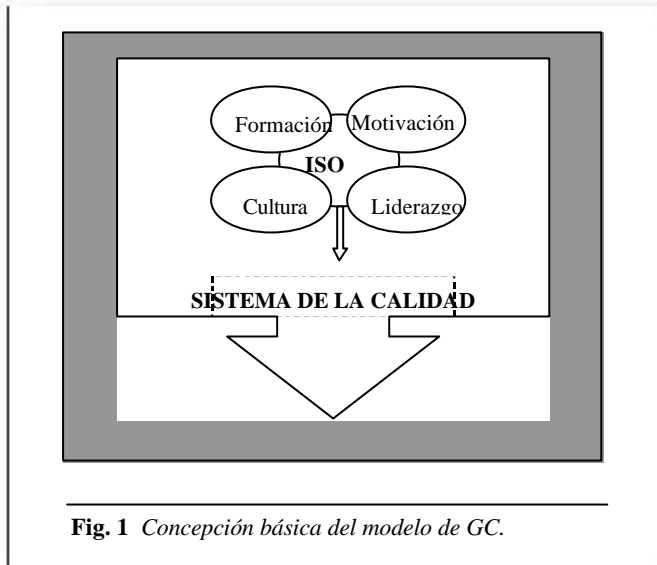 Formación Motivación
ISO
Cultura Liderazgo
SISTEMA DE LA CALIDAD
Fig. 1 Concepción básica del modelo de GC.